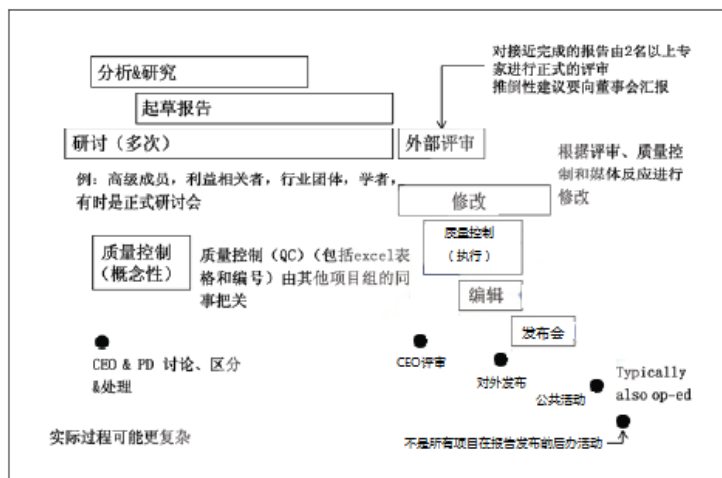 对接近完成的报告由2名以上专
家进行正式的评审
推倒性建议要向董事会汇报
分析&研究
起草报告
研讨（多次）
外部评审
根据评审、质量控
制和媒体反应进行
修改
例：高级成员，利益相关者，行业团体，学者，
有时是正式研讨会
修改
质量控制
（概念性）
质量控制（QC）（包括excel表
格和编号）由其他项目组的同
事把关
质量控制
（执行）
编辑
发布会
CEO & PD 讨论、区分
&处理
CEO评审
对外发布
公共活动
Typically
also op-ed
实际过程可能更复杂
不是所有项目在报告发布前后办活动